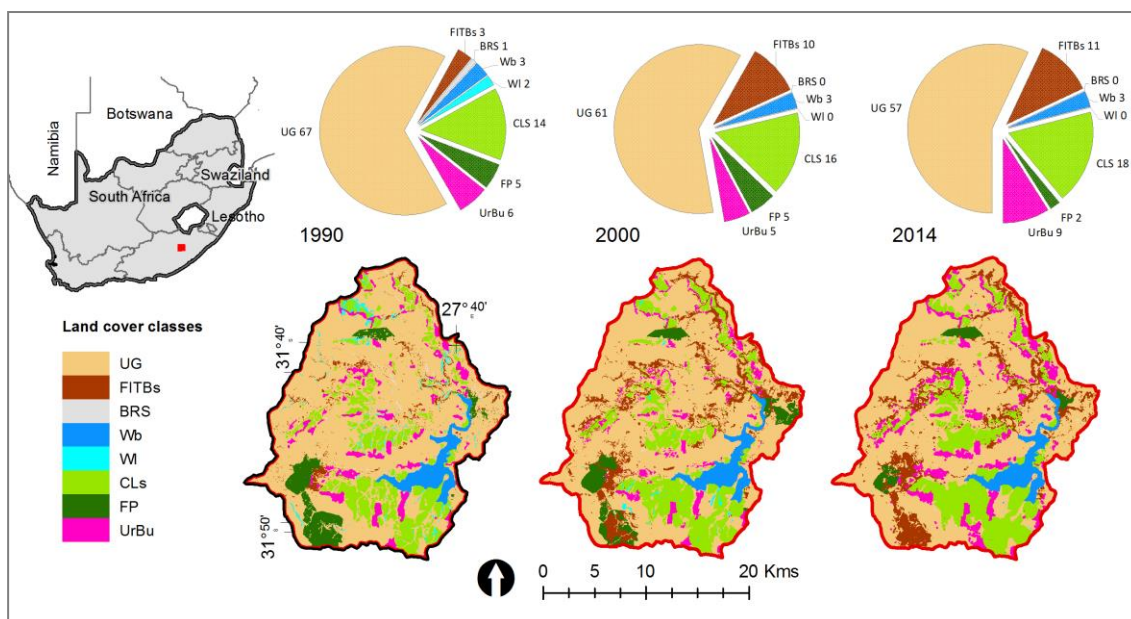 Botswana
Namibia
South Africa
Swaziland
Lesotho
FITBs 3
BRS 1
Wb 3
Wl 2
UG 67
CLS 14
FP 5
UrBu 6
1990
FITBs 10
BRS 0
Wb 3
Wl 0
UG 61
CLS 16
FP 5
UrBu 5
2000
FITBs 11
BRS 0
Wb 3
Wl 0
UG 57
CLS 18
FP 2
UrBu 9
2014
Land cover classes
UG
FITBs
BRS
Wb
Wl
CLs
FP
UrBu
27° 40'
E
31° 40'
31° 50'
0 5 10 20 Kms